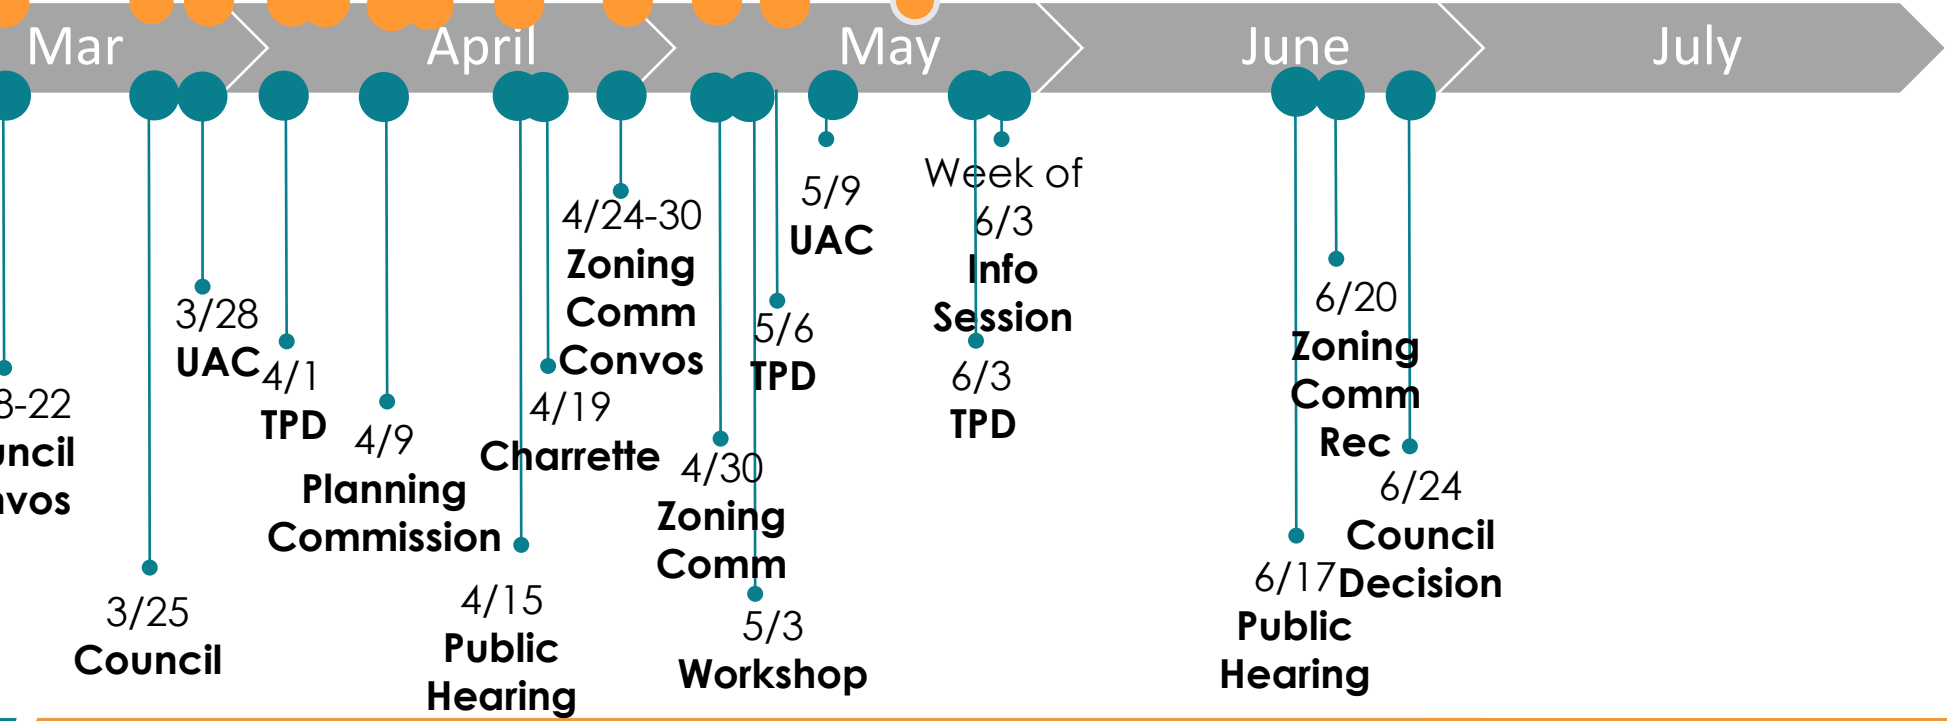 Mar
April
May
June
July
8-22
3/25
Council
3/28
UAC
4/1
TPD
4/9
Planning
Commission
4/15
Public
Hearing
4/19
Charrette
4/24-30
Zoning
Comm
Convos
4/30
Zoning
Comm
5/3
Workshop
5/6
TPD
5/9
UAC
Week of
6/3
Info
Session
6/3
TPD
6/17
Public
Hearing
6/20
Zoning
Comm
Rec
6/24
Council
Decision